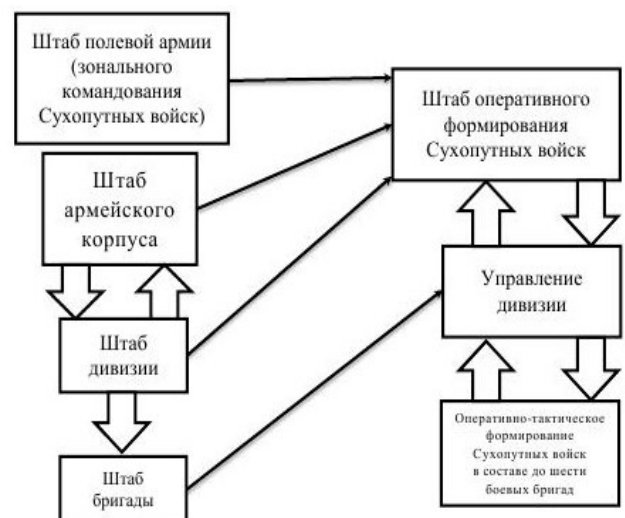 Штаб полевой армии
(зонального
командования
Сухопутных войск)
Штаб
армейского
корпуса
Штаб
дивизии
Штаб
бригады
Штаб оперативного
формирования
Сухопутных войск
Управление
дивизии
Оперативно-тактическое
формирование
Сухопутных войск
в составе до шести
боевых бригад